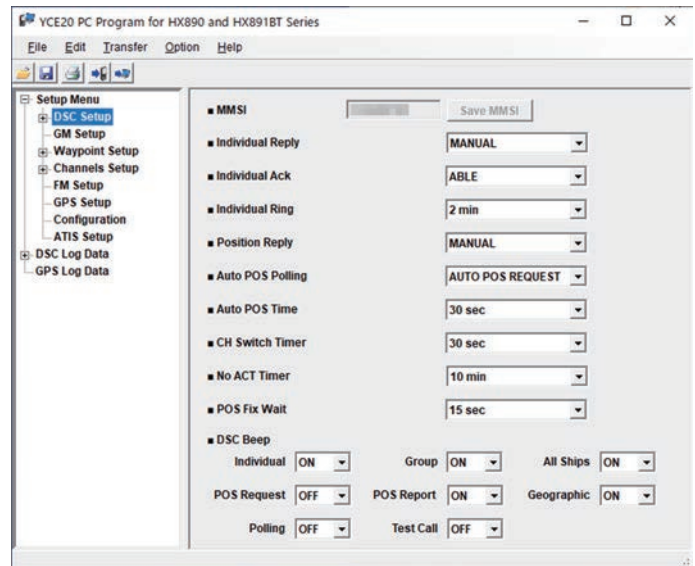 YCE20 PC Program for HX890 and HX891BT Series
File Edit Transfer Option Help
Setup Menu
DSC Setup
GM Setup
Waypoint Setup
Channels Setup
FM Setup
GPS Setup
Configuration
ATIS Setup
DSC Log Data
GPS Log Data
MMSI Save MMSI
Individual Reply MANUAL
Individual Ack ABLE
Individual Ring 2 min
Position Reply MANUAL
Auto POS Polling AUTO POS REQUEST
Auto POS Time 30 sec
CH Switch Timer 30 sec
No ACT Timer 10 min
POS Fix Wait 15 sec
DSC Beep
Individual ON Group ON All Ships ON
POS Request OFF POS Report ON Geographic ON
Polling OFF Test Call OFF